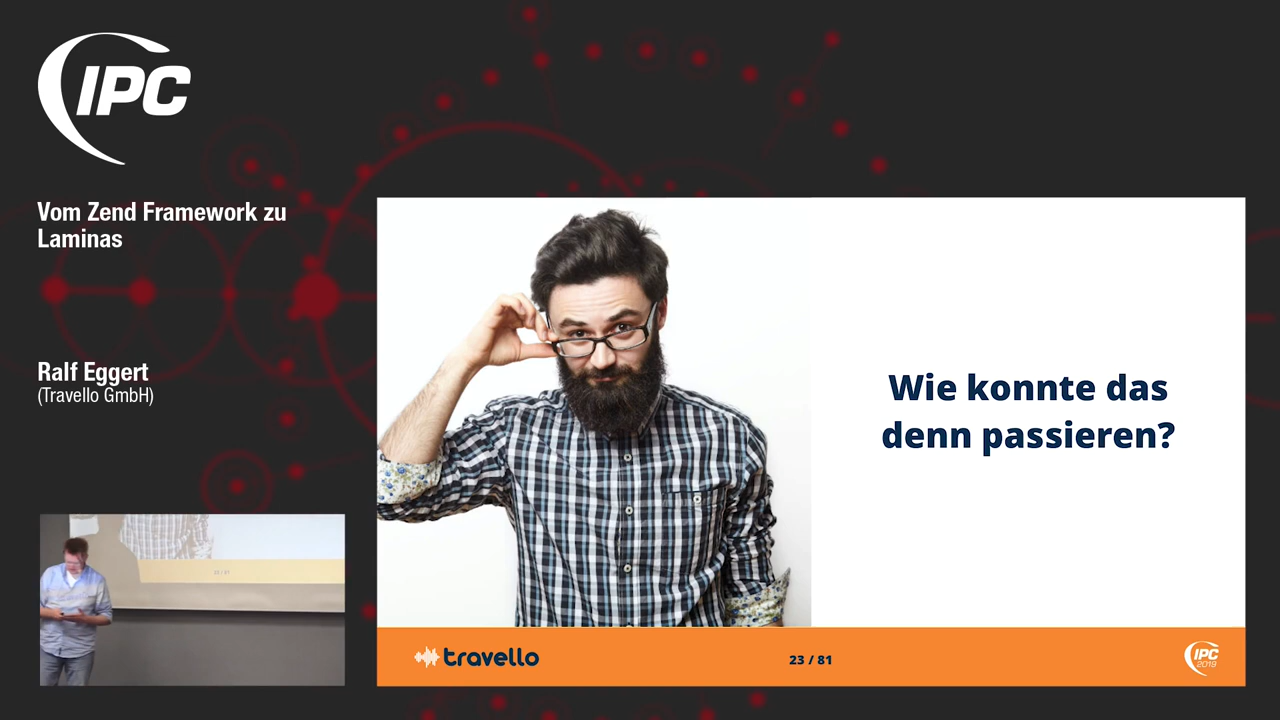 IPC
Vom Zend Framework zu
Laminas
Ralf Eggert
(Travello GmbH)
Wie konnte das
denn passieren?
travello
23 / 81
IPC
2019